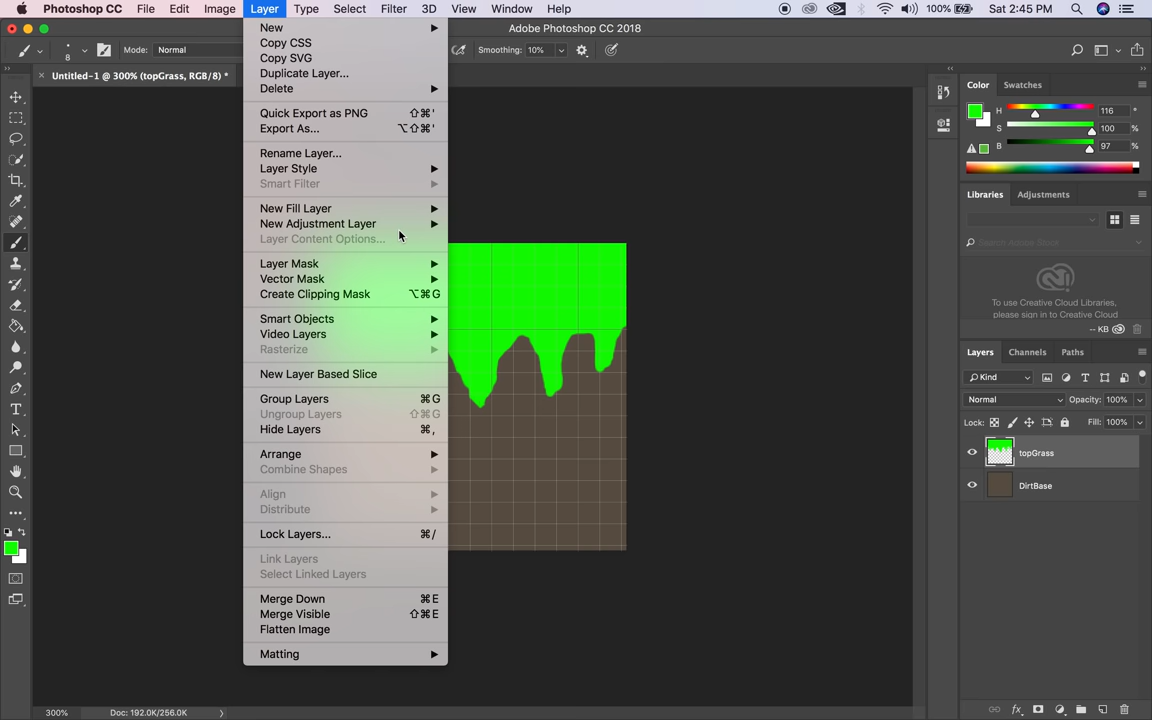 Photoshop CC File Edit Image Layer Type Select Filter 3D View Window Help 100% Sat 2:45 PM
Adobe Photoshop CC 2018
8 Mode: Normal Smoothing: 10%
× Untitled-1 @ 300% (topGrass, RGB/8) *
New
Copy CSS
Copy SVG
Duplicate Layer...
Delete
Quick Export as PNG ⇧⌘'
Export As... ⌥⇧⌘'
Rename Layer...
Layer Style
Smart Filter
New Fill Layer
New Adjustment Layer
Layer Content Options...
Layer Mask
Vector Mask
Create Clipping Mask ⌥⌘G
Smart Objects
Video Layers
Rasterize
New Layer Based Slice
Group Layers ⌘G
Ungroup Layers ⇧⌘G
Hide Layers ⌘,
Arrange
Combine Shapes
Align
Distribute
Lock Layers... ⌘/
Link Layers
Select Linked Layers
Merge Down ⌘E
Merge Visible ⇧⌘E
Flatten Image
Matting
Color Swatches
H 116 °
S 100 %
B 97 %
Libraries Adjustments
Search Adobe Stock
To use Creative Cloud Libraries,
please sign in to Creative Cloud
-- KB
Layers Channels Paths
Kind
Normal Opacity: 100%
Lock: Fill: 100%
topGrass
DirtBase
300% Doc: 192.0K/256.0K